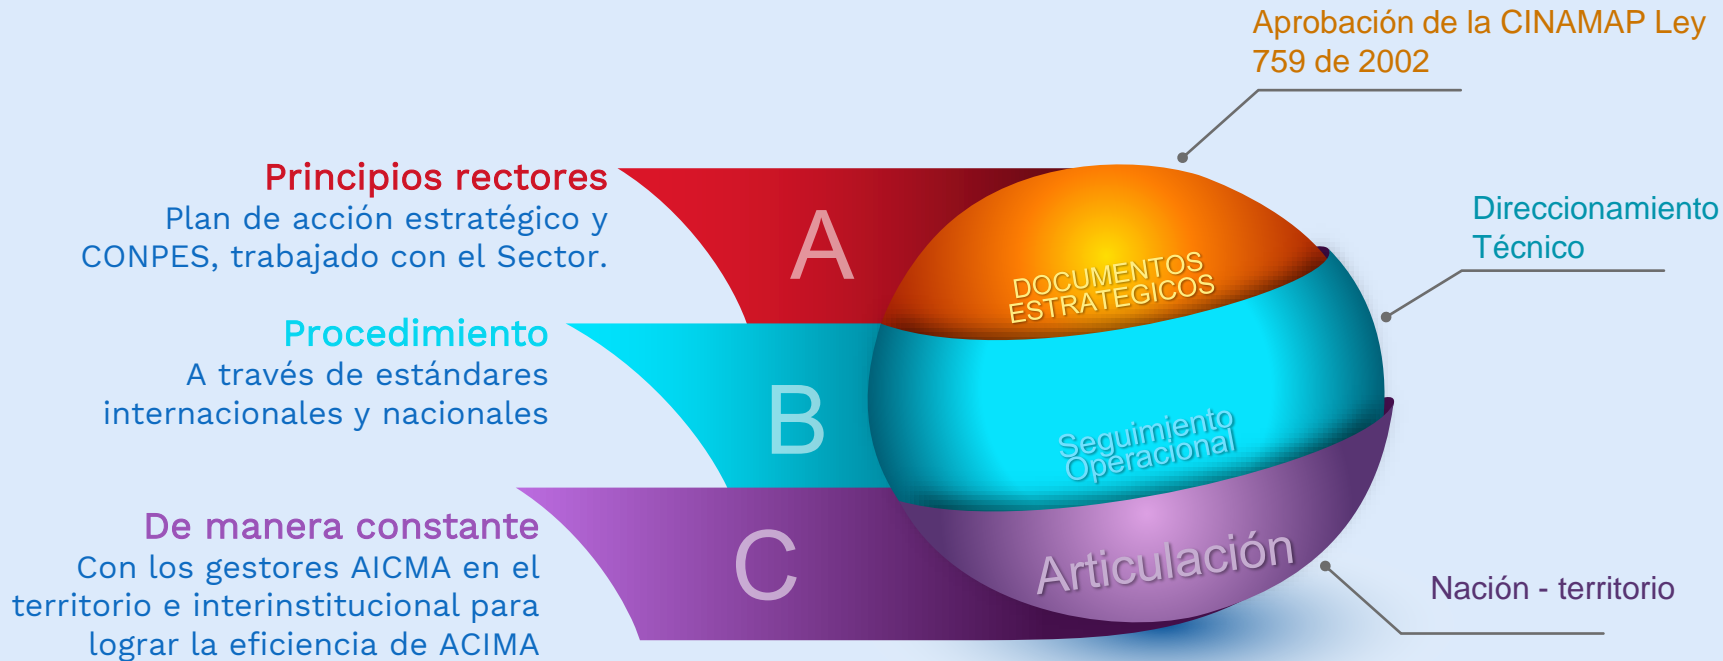 Aprobación de la CINAMAP Ley
759 de 2002
Principios rectores
Plan de acción estratégico y
CONPES, trabajado con el Sector.
A
DOCUMENTOS
ESTRATEGICOS
Direccionamiento
Técnico
Procedimiento
A través de estándares
internacionales y nacionales
B
Seguimiento
Operacional
De manera constante
Con los gestores AICMA en el
territorio e interinstitucional para
lograr la eficiencia de ACIMA
C
Articulación
Nación - territorio